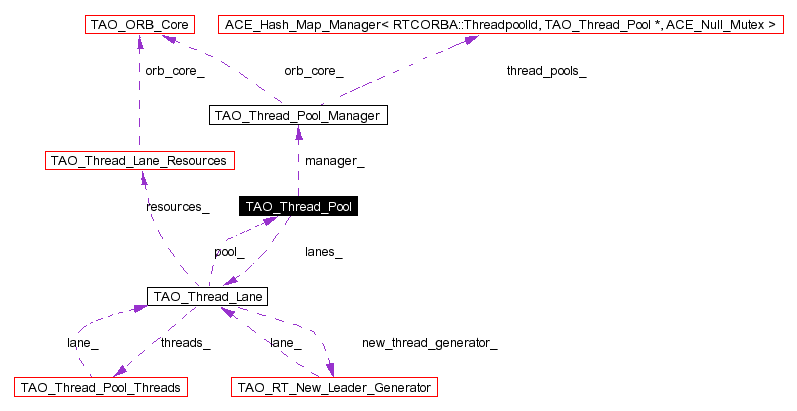 TAO_ORB_Core
ACE_Hash_Map_Manager< RTCORBA::ThreadpoolId, TAO_Thread_Pool *, ACE_Null_Mutex >
orb_core_
orb_core_
thread_pools_
TAO_Thread_Pool_Manager
TAO_Thread_Lane_Resources
manager_
resources_
TAO_Thread_Pool
pool_
lanes_
TAO_Thread_Lane
lane_
threads_
lane_
new_thread_generator_
TAO_Thread_Pool_Threads
TAO_RT_New_Leader_Generator